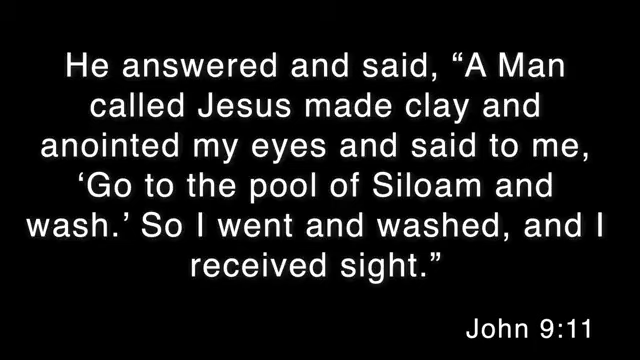 He answered and said, “A Man
called Jesus made clay and
anointed my eyes and said to me,
‘Go to the pool of Siloam and
wash.’ So I went and washed, and I
received sight.”
John 9:11